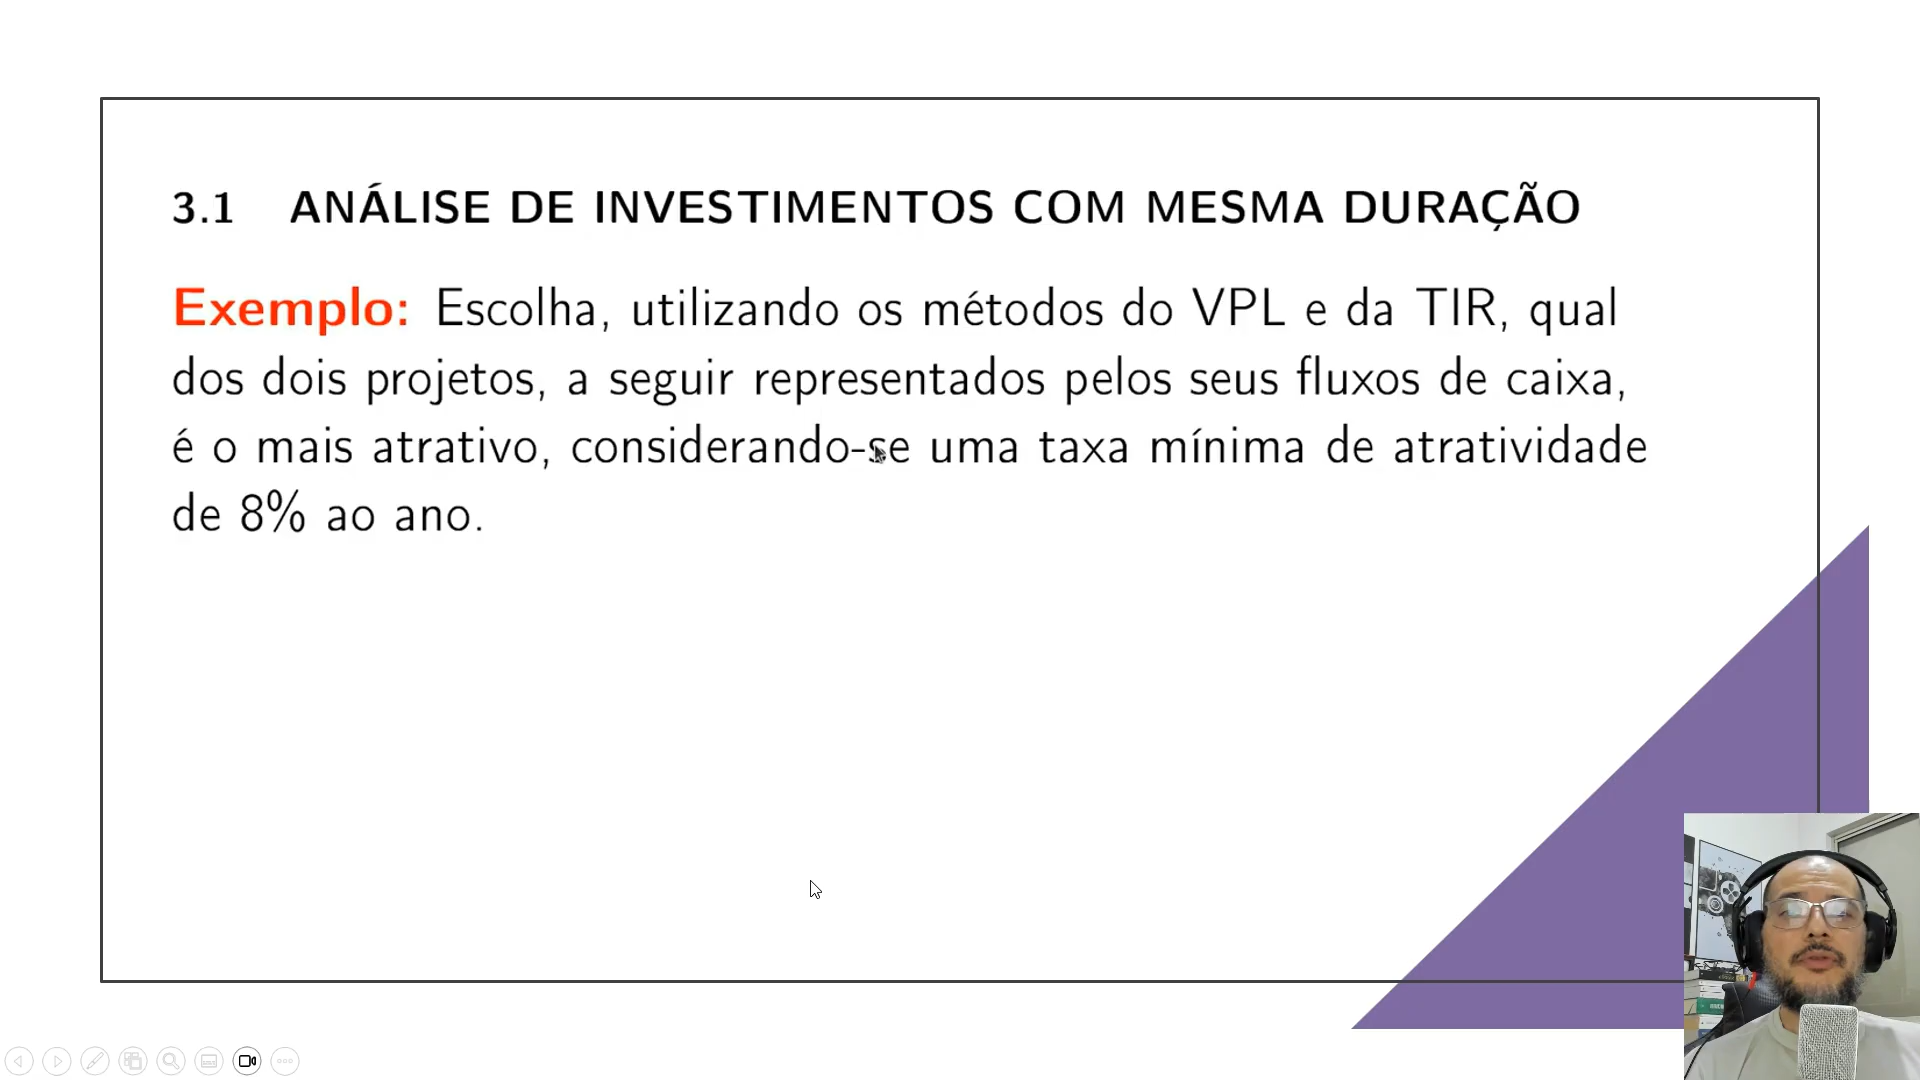 3.1 ANÁLISE DE INVESTIMENTOS COM MESMA DURAÇÃO
Exemplo: Escolha, utilizando os métodos do VPL e da TIR, qual
dos dois projetos, a seguir representados pelos seus fluxos de caixa,
é o mais atrativo, considerando-se uma taxa mínima de atratividade
de 8% ao ano.